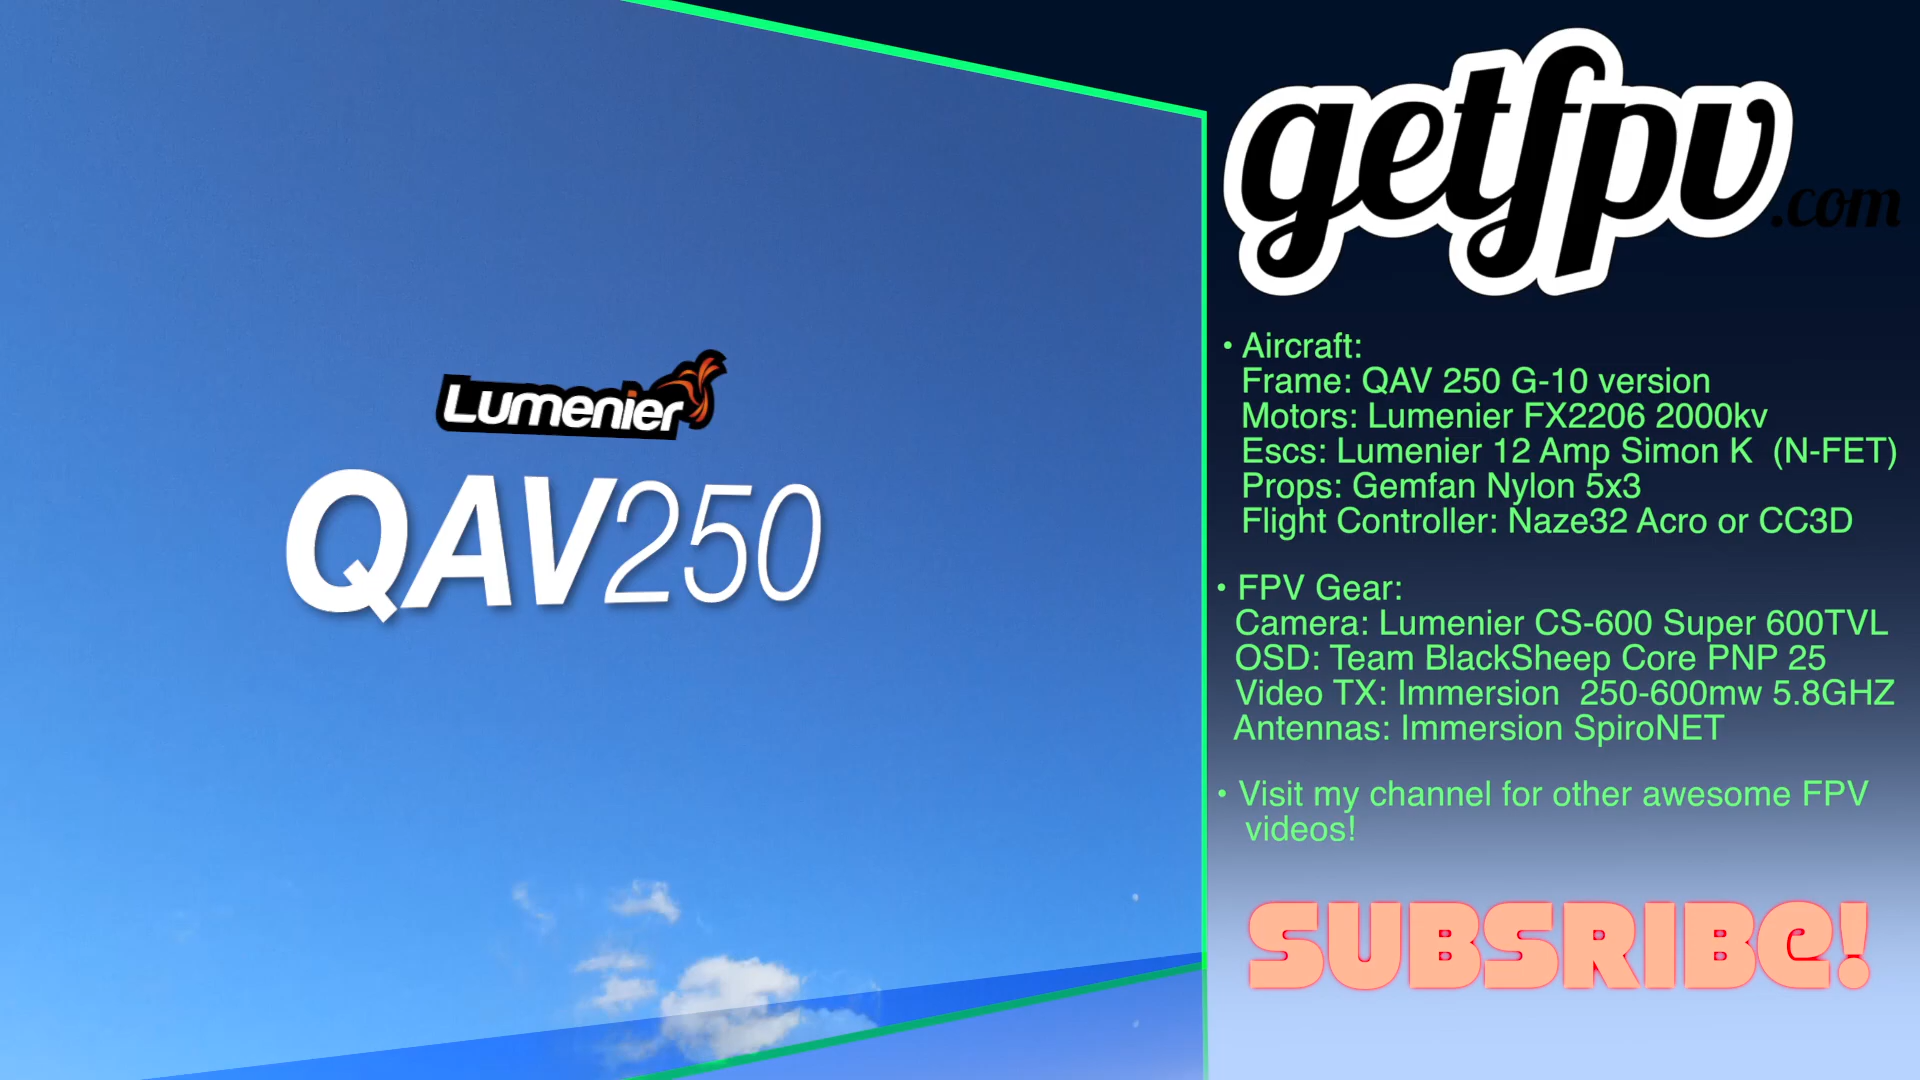 Lumenier
QAV250
getfpv.com
• Aircraft:
Frame: QAV 250 G-10 version
Motors: Lumenier FX2206 2000kv
Escs: Lumenier 12 Amp Simon K (N-FET)
Props: Gemfan Nylon 5x3
Flight Controller: Naze32 Acro or CC3D
• FPV Gear:
Camera: Lumenier CS-600 Super 600TVL
OSD: Team BlackSheep Core PNP 25
Video TX: Immersion 250-600mw 5.8GHZ
Antennas: Immersion SpiroNET
• Visit my channel for other awesome FPV
videos!
SUBSRIBE!